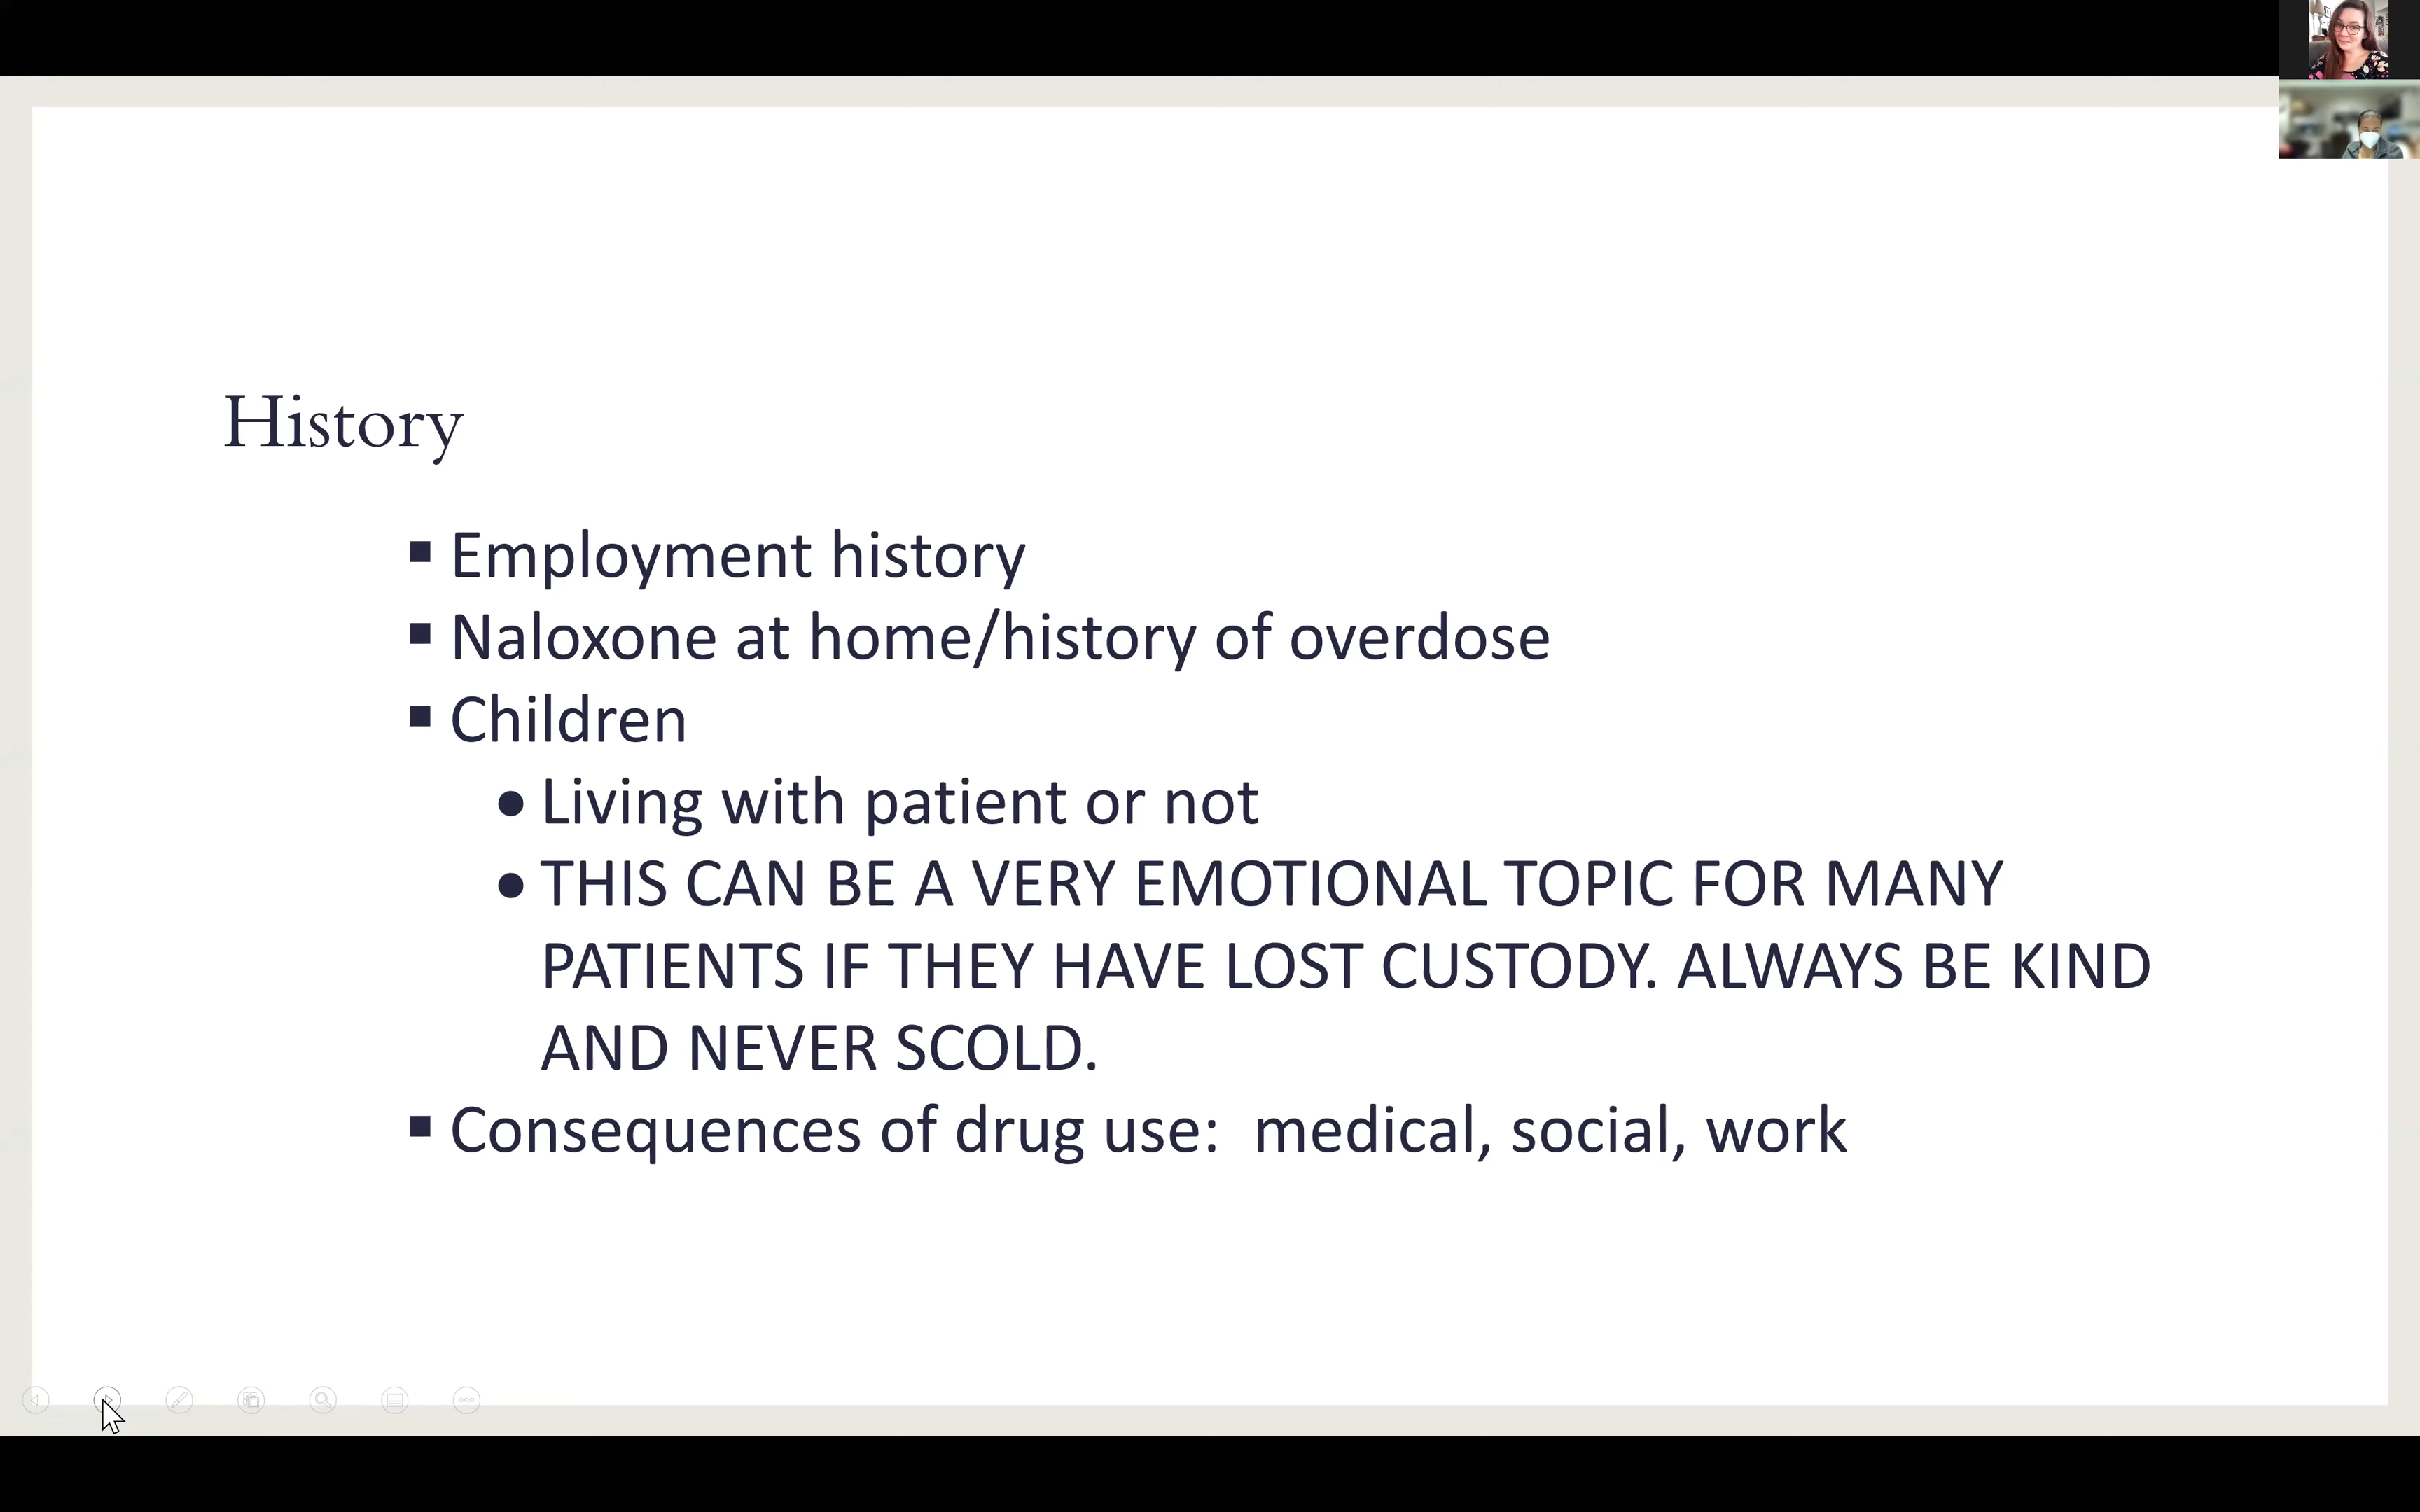 History
Employment history
Naloxone at home/history of overdose
Children
Living with patient or not
THIS CAN BE A VERY EMOTIONAL TOPIC FOR MANY
PATIENTS IF THEY HAVE LOST CUSTODY. ALWAYS BE KIND
AND NEVER SCOLD.
Consequences of drug use:  medical, social, work